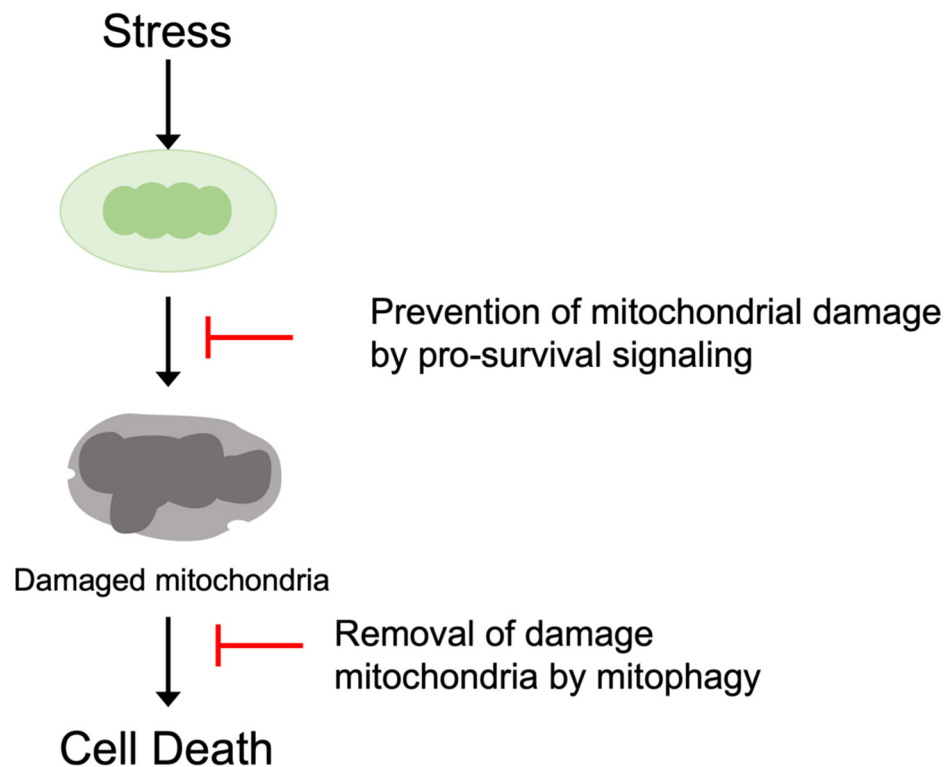 Stress
Prevention of mitochondrial damage
by pro-survival signaling
Damaged mitochondria
Removal of damage
mitochondria by mitophagy
Cell Death